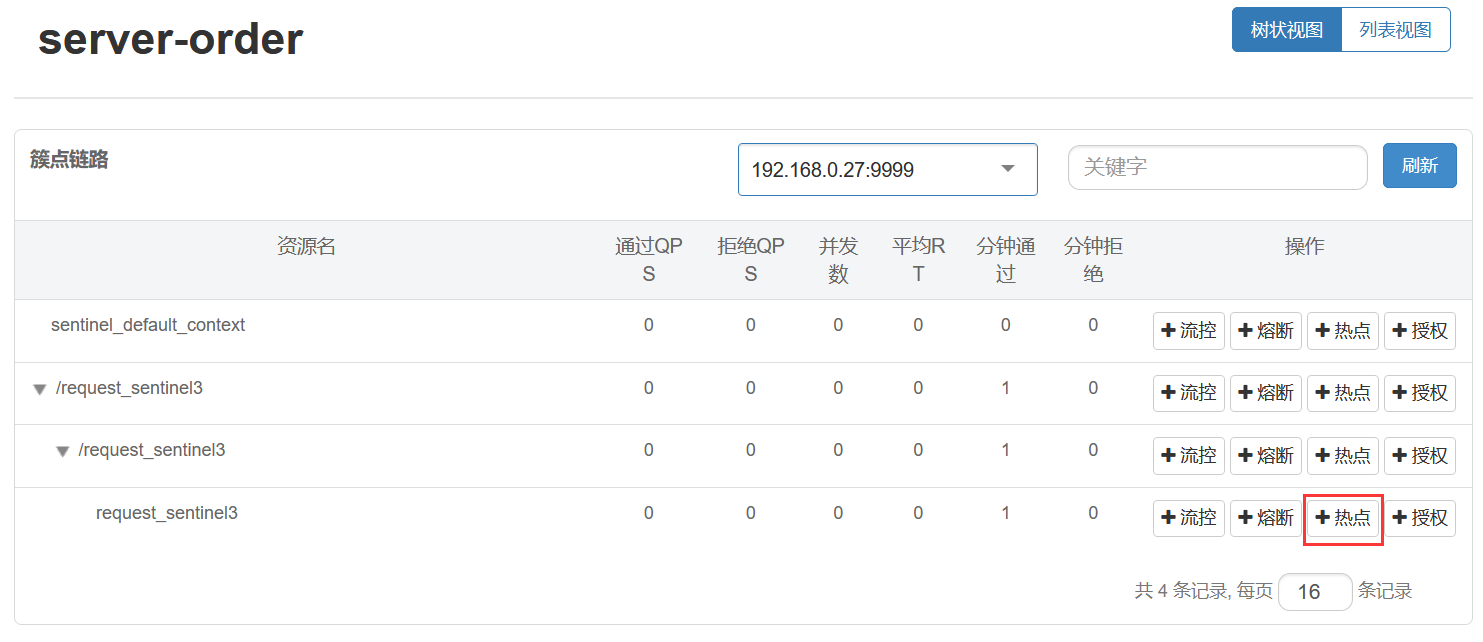 server-order
树状视图 列表视图
簇点链路
192.168.0.27:9999
关键字
刷新
资源名 通过QPS 拒绝QPS 并发数 平均RT 分钟通过 分钟拒绝 操作
sentinel_default_context 0 0 0 0 0 0 流控 熔断 热点 授权
/request_sentinel3 0 0 0 0 1 0 流控 熔断 热点 授权
/request_sentinel3 0 0 0 0 1 0 流控 熔断 热点 授权
request_sentinel3 0 0 0 0 1 0 流控 熔断 热点 授权
共 4 条记录, 每页 16 条记录